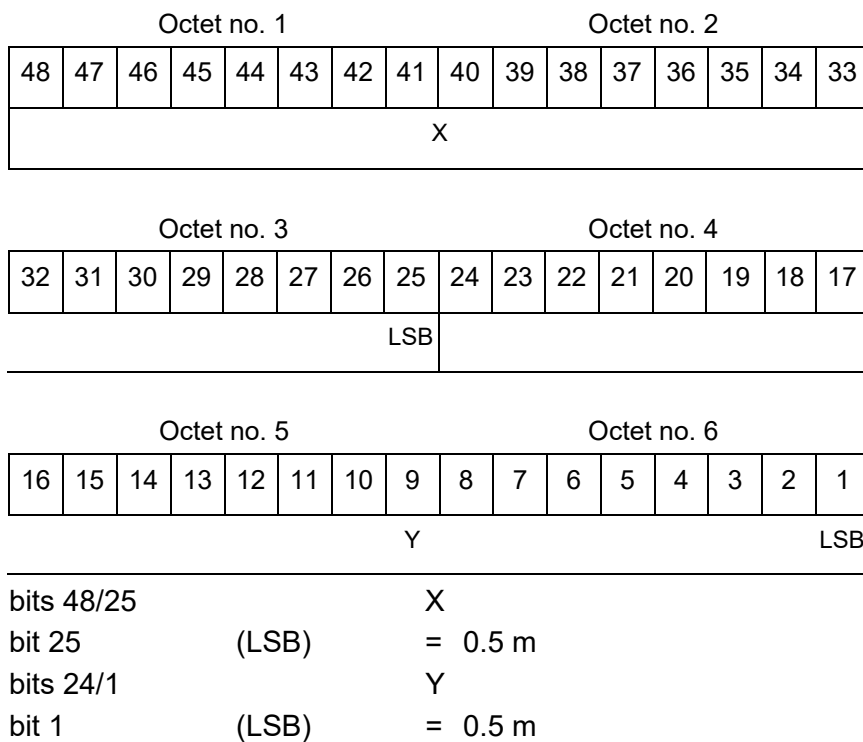 Octet no. 1 Octet no. 2
48 47 46 45 44 43 42 41 40 39 38 37 36 35 34 33
X
Octet no. 3 Octet no. 4
32 31 30 29 28 27 26 25 24 23 22 21 20 19 18 17
LSB
Octet no. 5 Octet no. 6
16 15 14 13 12 11 10 9 8 7 6 5 4 3 2 1
Y LSB
bits 48/25 X
bit 25 (LSB) = 0.5 m
bits 24/1 Y
bit 1 (LSB) = 0.5 m